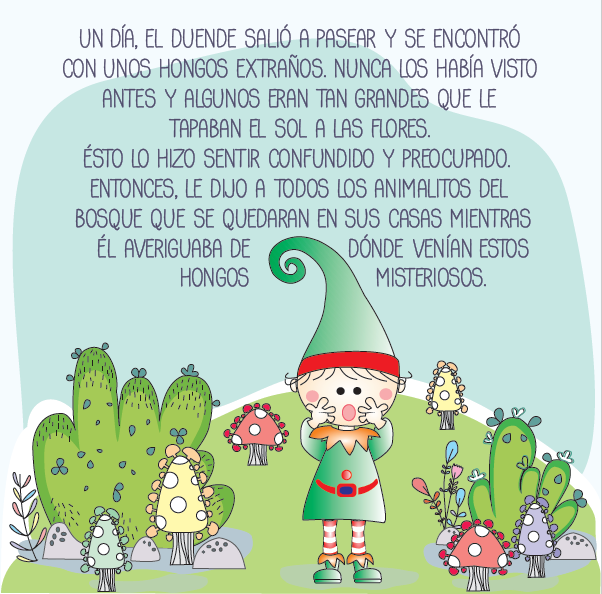 UN DÍA, EL DUENDE SALIÓ A PASEAR Y SE ENCONTRÓ
CON UNOS HONGOS EXTRAÑOS. NUNCA LOS HABÍA VISTO
ANTES Y ALGUNOS ERAN TAN GRANDES QUE LE
TAPABAN EL SOL A LAS FLORES.
ÉSTO LO HIZO SENTIR CONFUNDIDO Y PREOCUPADO.
ENTONCES, LE DIJO A TODOS LOS ANIMALITOS DEL
BOSQUE QUE SE QUEDARAN EN SUS CASAS MIENTRAS
ÉL AVERIGUABA DE DÓNDE VENÍAN ESTOS
HONGOS MISTERIOSOS.